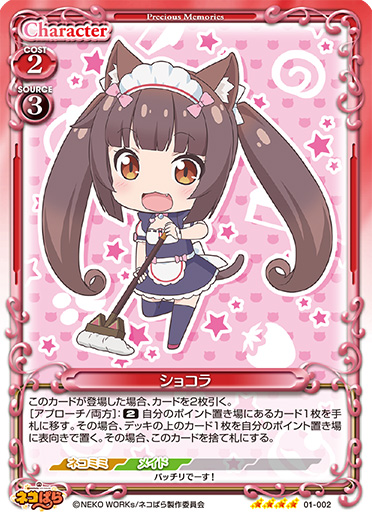 Precious Memories
Character
COST
2
SOURCE
3
ショコラ
このカードが登場した場合、カードを2枚引く。
[アプローチ/両方]:2 自分のポイント置き場にあるカード1枚を手
札に移す。その場合、デッキの上のカード1枚を自分のポイント置き場
に表向きで置く。その場合、このカードを捨て札にする。
ネコミミ
メイド
バッチリでーす!
ネコぱら
©NEKO WORKs/ネコぱら製作委員会
01-002